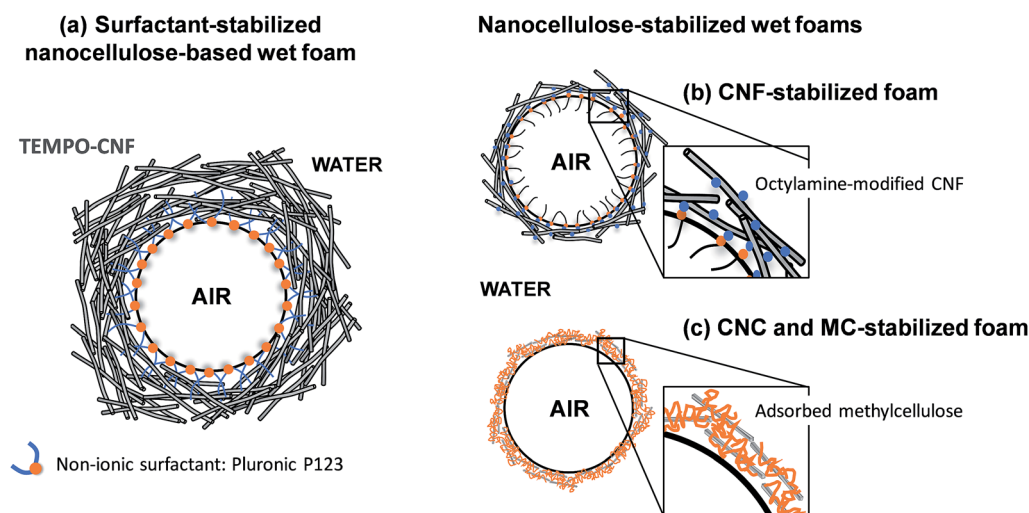 (a) Surfactant-stabilized
nanocellulose-based wet foam
TEMPO-CNF
WATER
AIR
Non-ionic surfactant: Pluronic P123
Nanocellulose-stabilized wet foams
(b) CNF-stabilized foam
AIR
Octylamine-modified CNF
WATER
(c) CNC and MC-stabilized foam
AIR
Adsorbed methylcellulose